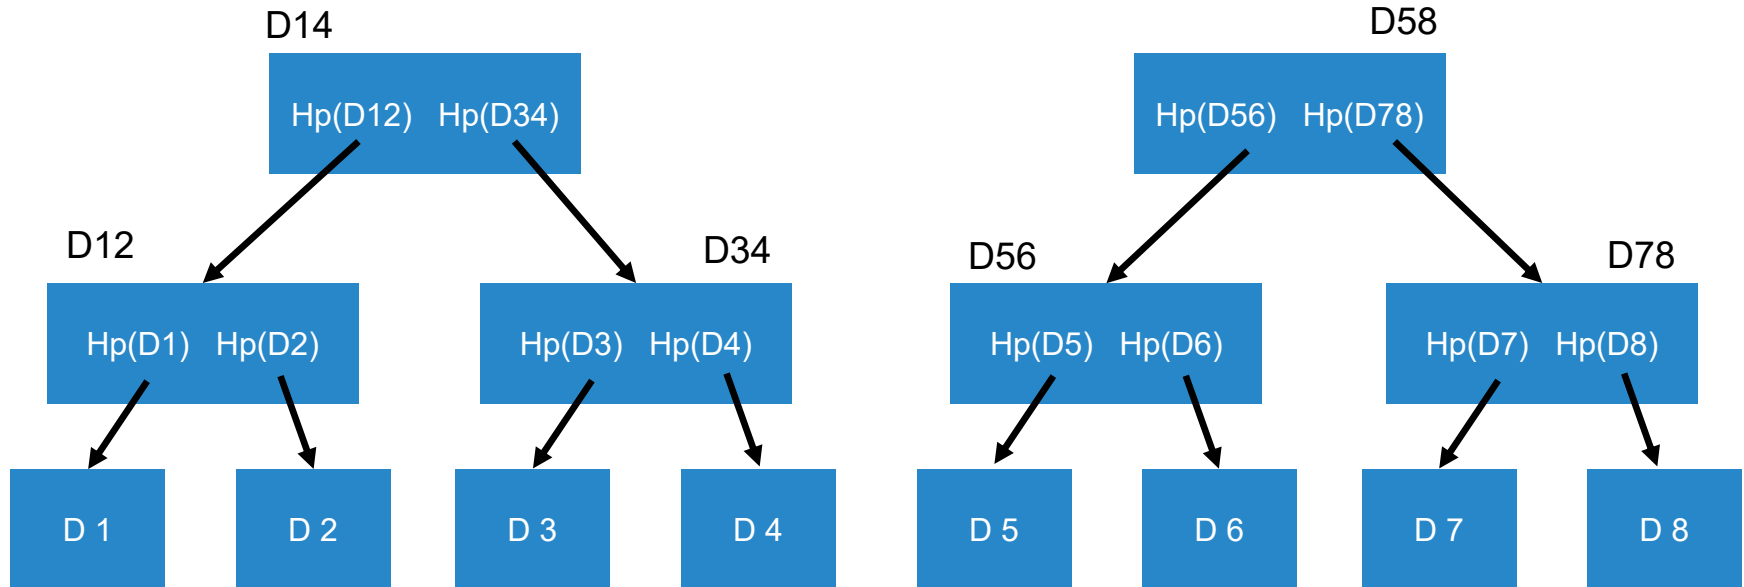 D14 D58
Hp(D12) Hp(D34) Hp(D56) Hp(D78)
D12 D34 D56 D78
Hp(D1) Hp(D2) Hp(D3) Hp(D4) Hp(D5) Hp(D6) Hp(D7) Hp(D8)
D 1 D 2 D 3 D 4 D 5 D 6 D 7 D 8